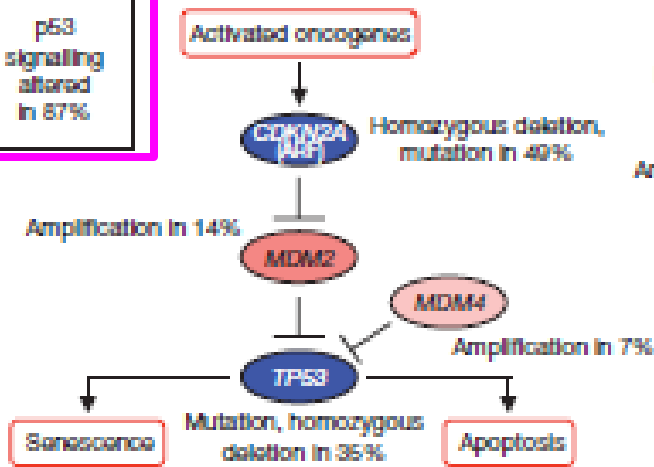 p53
signalling
altered
in 87%
Activated oncogenes
CDKN2A
(ARF)
Homozygous deletion,
mutation in 49%
Amplification in 14%
MDM2
MDM4
Amplification in 7%
TP53
Mutation, homozygous
deletion in 35%
Senescence
Apoptosis